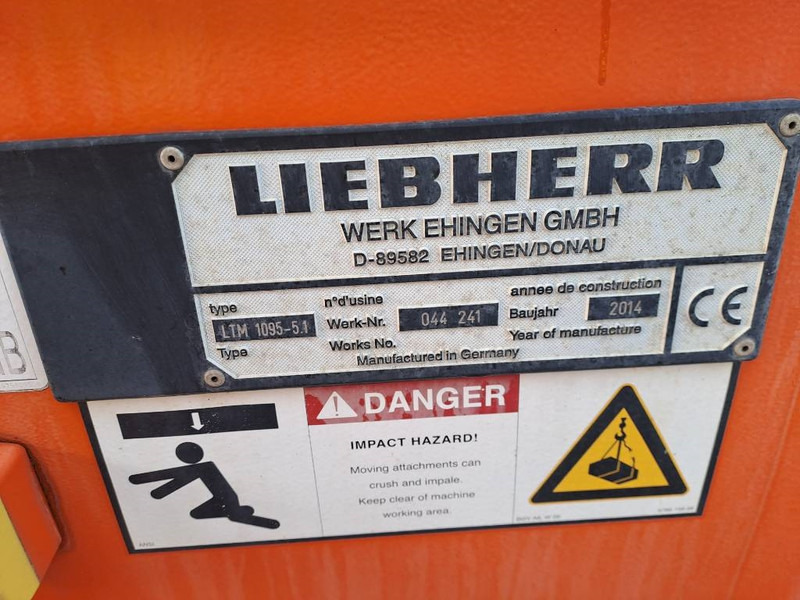 LIEBHERR
WERK EHINGEN GMBH
D-89582 EHINGEN/DONAU
type
LTM 1095-5.1
Type
n°d'usine
Werk-Nr. 044 241
Works No.
annee de construction
Baujahr 2014
Year of manufacture
Manufactured in Germany
CE
B
DANGER
IMPACT HAZARD!
Moving attachments can
crush and impale.
Keep clear of machine
working area.
ANSI